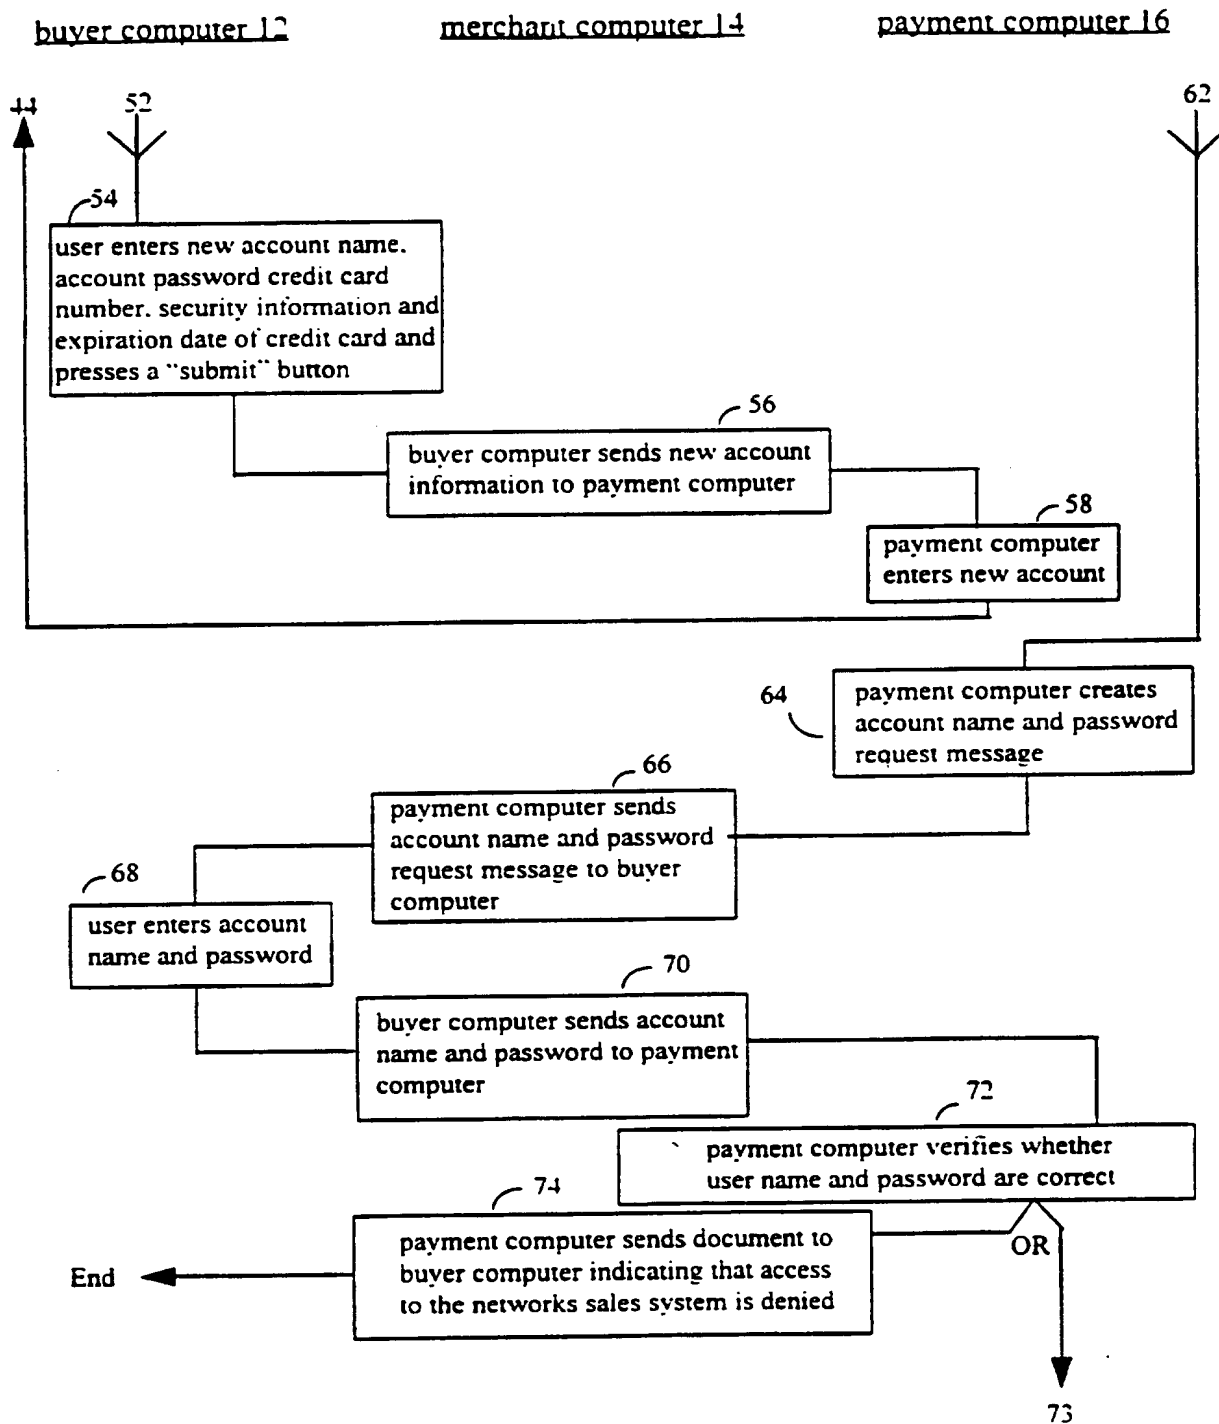 buyer computer 12
merchant computer 14
payment computer 16
44
52
62
54
user enters new account name.
account password credit card
number. security information and
expiration date of credit card and
presses a "submit" button
56
buyer computer sends new account
information to payment computer
58
payment computer
enters new account
64
payment computer creates
account name and password
request message
66
payment computer sends
account name and password
request message to buyer
computer
68
user enters account
name and password
70
buyer computer sends account
name and password to payment
computer
72
payment computer verifies whether
user name and password are correct
OR
74
payment computer sends document to
buyer computer indicating that access
to the networks sales system is denied
End
73